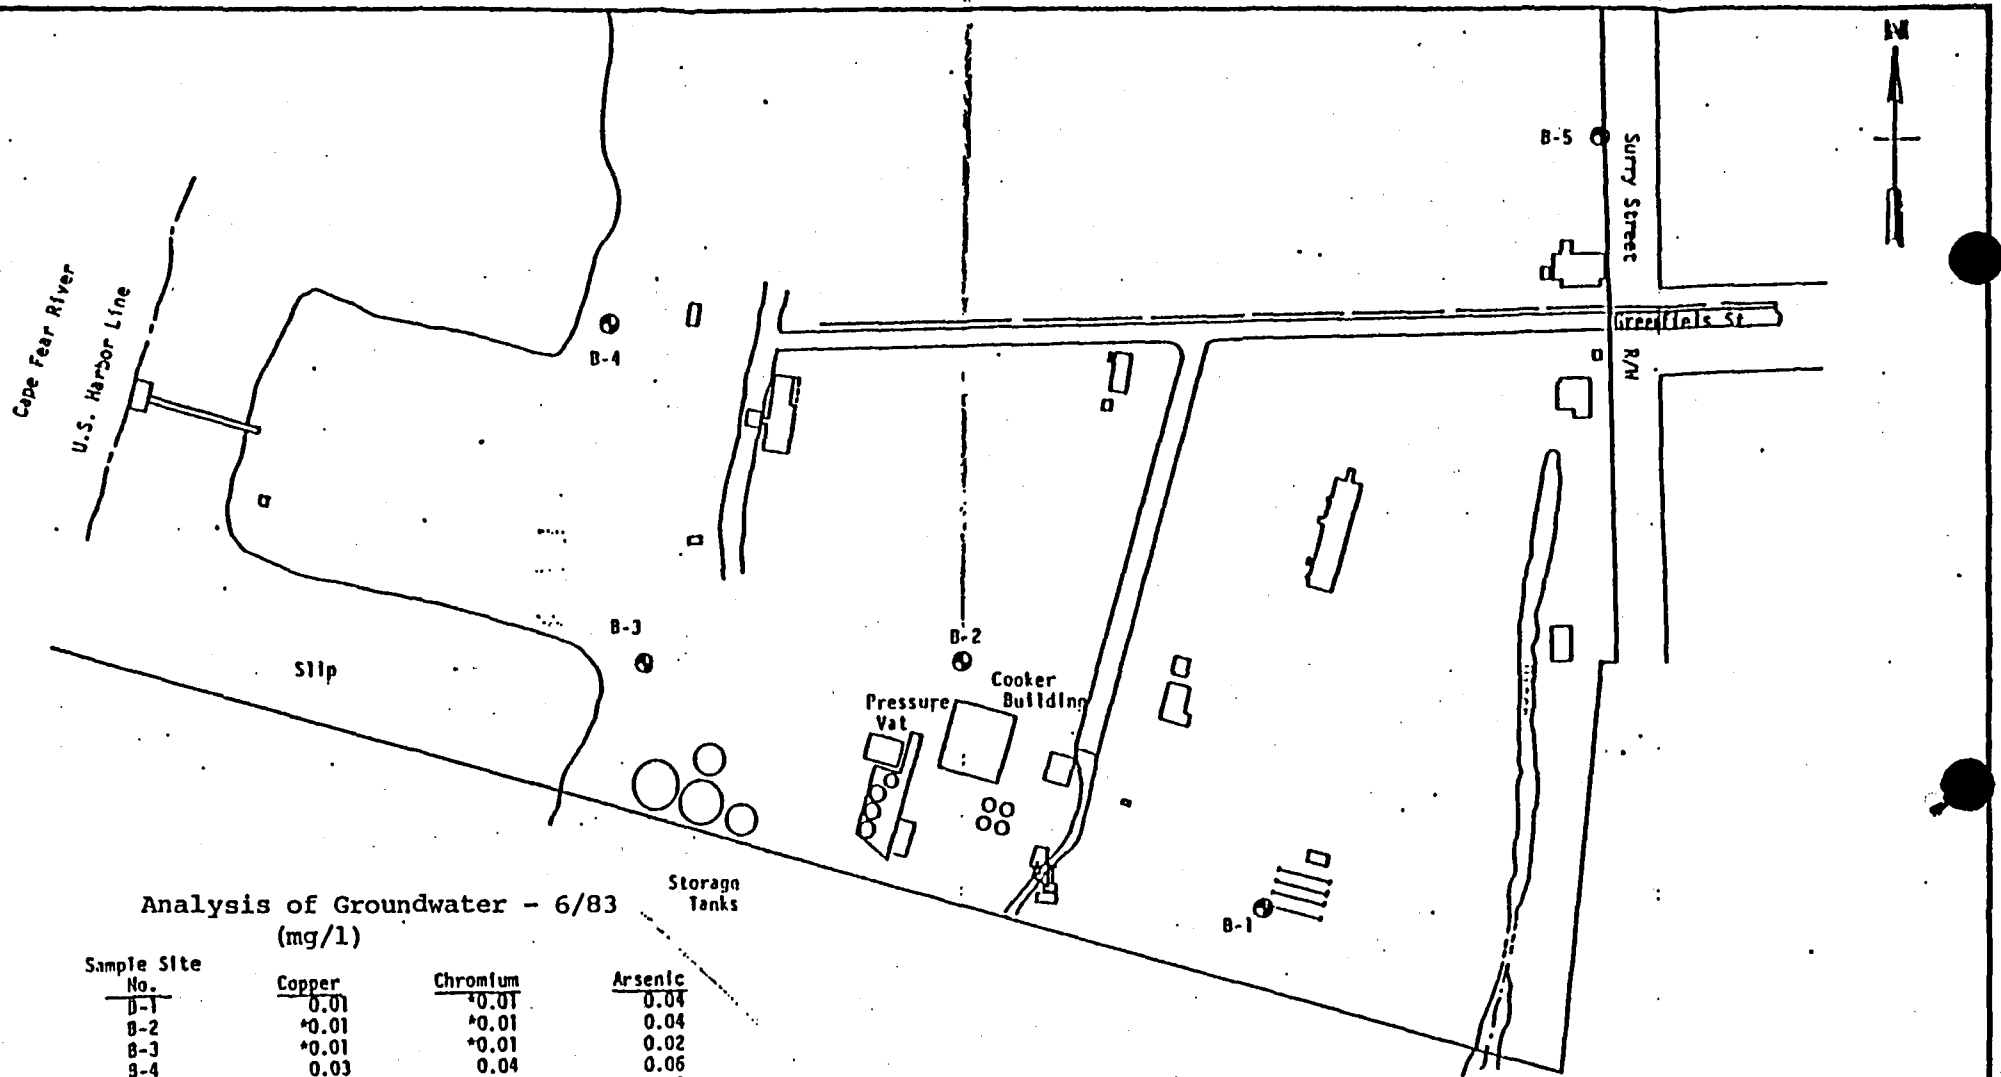 N
B-5
Surry Street
Cape Fear River
U.S. Harbor Line
B-4
St.
R/W
B-3
B-2
Slip
Cooker
Building
Pressure
Vat
Storage
Tanks
B-1
Analysis of Groundwater - 6/83
(mg/l)
Sample Site
No. Copper Chromium Arsenic
B-1 0.01 *0.01 0.04
B-2 *0.01 *0.01 0.04
B-3 *0.01 *0.01 0.02
B-4 0.03 0.04 0.06